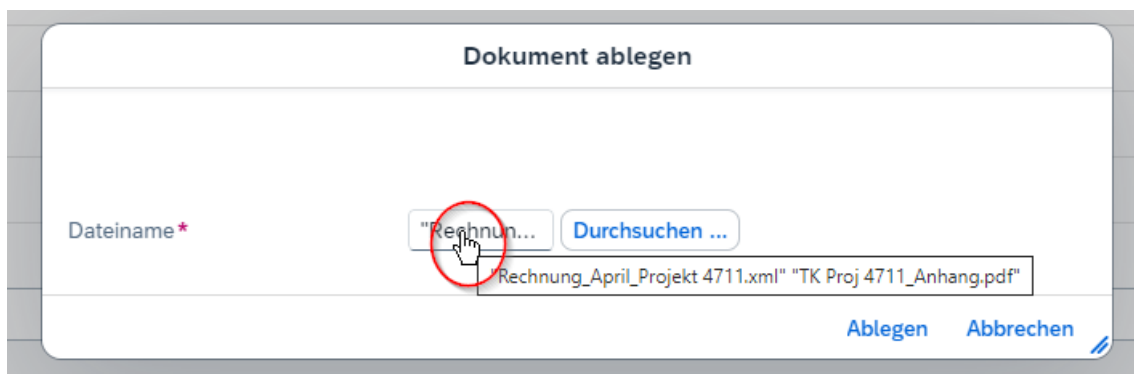 Dokument ablegen
Dateiname* "Rechnun... Durchsuchen ...
"Rechnung_April_Projekt 4711.xml" "TK Proj 4711_Anhang.pdf"
Ablegen Abbrechen